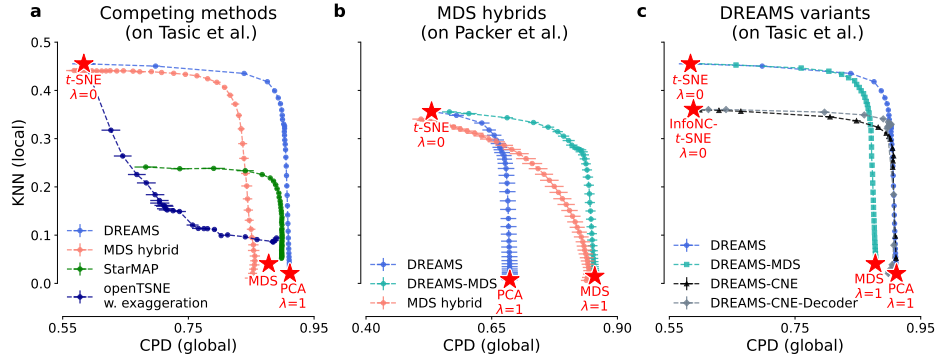 a
Competing methods
(on Tasic et al.)
KNN (local)
0.5
0.4
0.3
0.2
0.1
0.0
t-SNE
λ=0
DREAMS
MDS hybrid
StarMAP
openTSNE
w. exaggeration
MDS
PCA
λ=1
0.55
0.75
0.95
CPD (global)
b
MDS hybrids
(on Packer et al.)
t-SNE
λ=0
DREAMS
DREAMS-MDS
MDS hybrid
PCA
λ=1
MDS
λ=1
0.40
0.65
0.90
CPD (global)
c
DREAMS variants
(on Tasic et al.)
t-SNE
λ=0
InfoNC-
t-SNE
λ=0
DREAMS
DREAMS-MDS
DREAMS-CNE
DREAMS-CNE-Decoder
MDS
λ=1
PCA
λ=1
0.55
0.75
0.95
CPD (global)